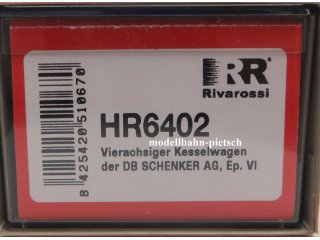 RR
Rivarossi
HR6402
modellbahn-pietsch
Vierachsiger Kesselwagen
der DB SCHENKER AG, Ep. VI
8 425420 510670